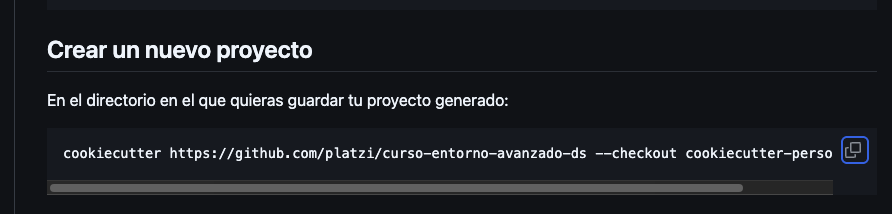 Crear un nuevo proyecto
En el directorio en el que quieras guardar tu proyecto generado:
cookiecutter https://github.com/platzi/curso-entorno-avanzado-ds --checkout cookiecutter-perso